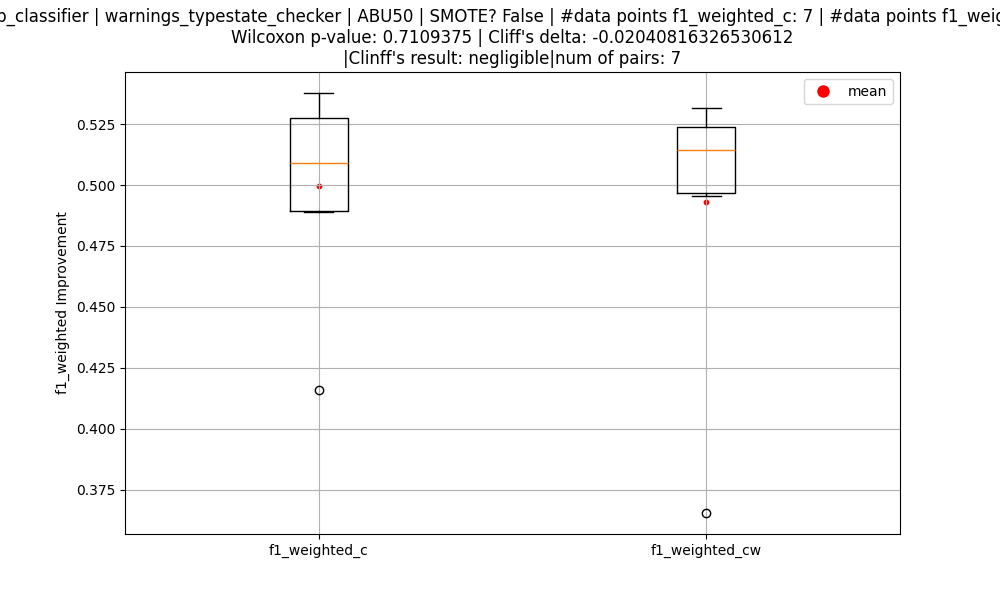 _classifier | warnings_typestate_checker | ABU50 | SMOTE? False | #data points f1_weighted_c: 7 | #data points
Wilcoxon p-value: 0.7109375 | Cliff's delta: -0.02040816326530612
|Clinff's result: negligible|num of pairs: 7
mean
0.525
0.500
0.475
0.450
0.425
0.400
0.375
f1_weighted Improvement
f1_weighted_c
f1_weighted_cw